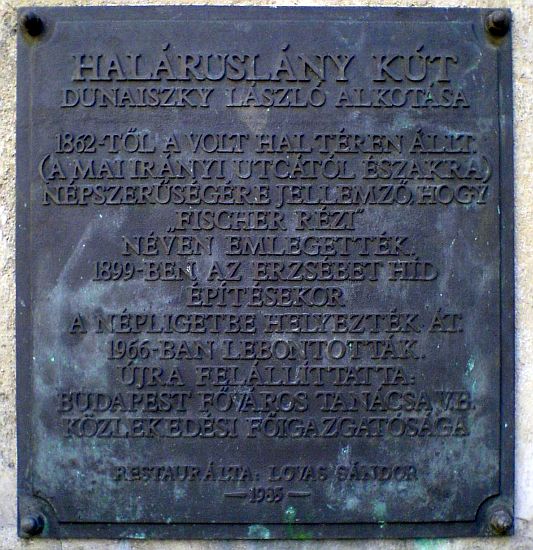 HALÁRUSLÁNY KÚT
DUNAISZKY LÁSZLÓ ALKOTÁSA
1862-TŐL A VOLT HAL TÉREN ÁLLT.
(A MAI IRÁNYI UTCÁTÓL ÉSZAKRA)
NÉPSZERŰSÉGÉRE JELLEMZŐ, HOGY
„FISCHER RÉZI”
NÉVEN EMLEGETTÉK.
1899-BEN AZ ERZSÉBET HÍD
ÉPÍTÉSEKOR
A NÉPLIGETBE HELYEZTÉK ÁT.
1966-BAN LEBONTOTTÁK.
ÚJRA FELÁLLÍTTATTA:
BUDAPEST FŐVÁROS TANÁCSA V.B.
KÖZLEKEDÉSI FŐIGAZGATÓSÁGA
RESTAURÁLTA: LOVAS SÁNDOR
— 1985 —